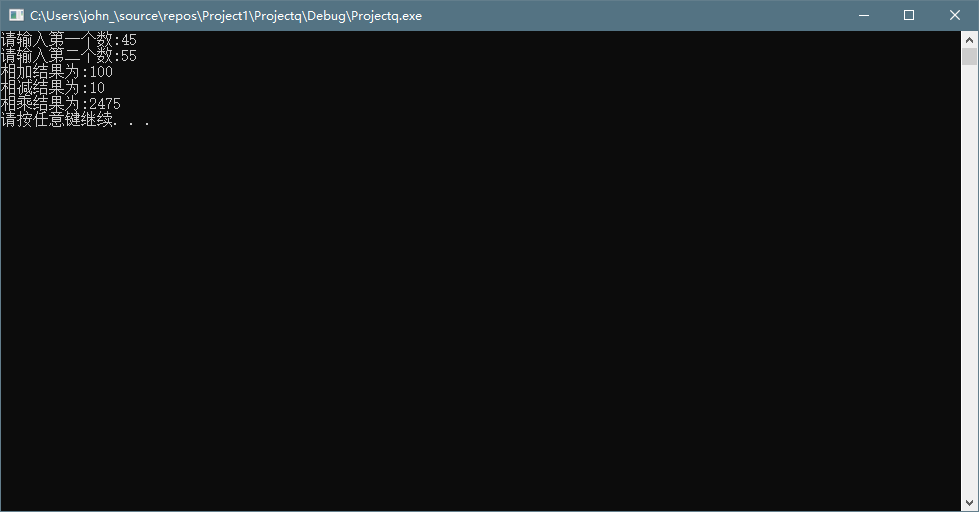 C:\Users\john_\source\repos\Project1\Projectq\Debug\Projectq.exe
请输入第一个数:45
请输入第二个数:55
相加结果为:100
相减结果为:10
相乘结果为:2475
请按任意键继续. . .